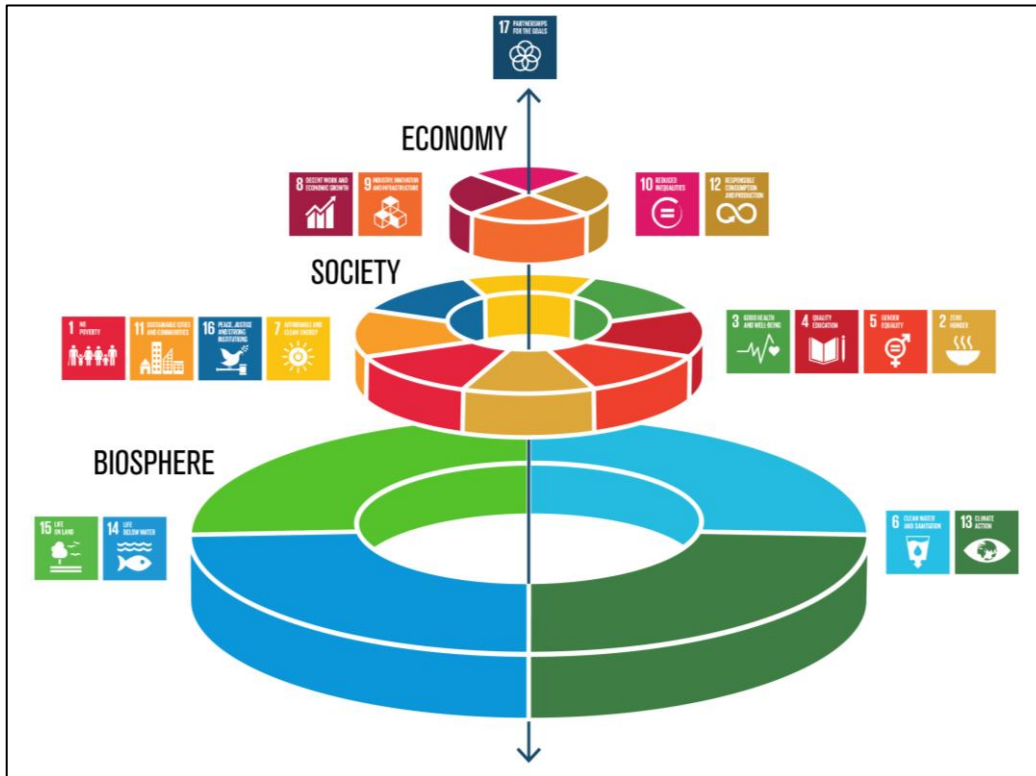 17 PARTNERSHIPS
FOR THE GOALS
ECONOMY
8 DECENT WORK AND
ECONOMIC GROWTH
9 INDUSTRY, INNOVATION
AND INFRASTRUCTURE
10 REDUCED
INEQUALITIES
12 RESPONSIBLE
CONSUMPTION
AND PRODUCTION
SOCIETY
1 NO
POVERTY
11 SUSTAINABLE CITIES
AND COMMUNITIES
16 PEACE, JUSTICE
AND STRONG
INSTITUTIONS
7 AFFORDABLE AND
CLEAN ENERGY
3 GOOD HEALTH
AND WELL-BEING
4 QUALITY
EDUCATION
5 GENDER
EQUALITY
2 ZERO
HUNGER
BIOSPHERE
15 LIFE
ON LAND
14 LIFE
BELOW WATER
6 CLEAN WATER
AND SANITATION
13 CLIMATE
ACTION